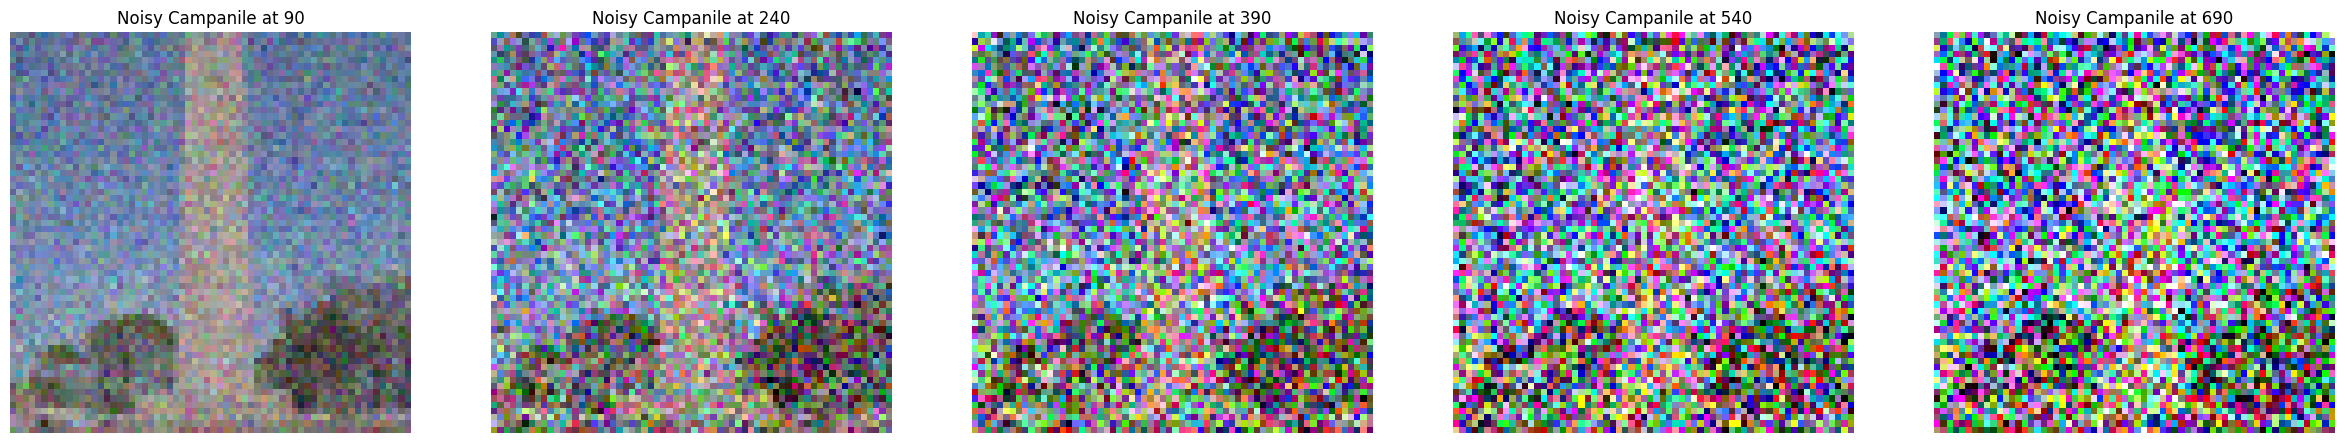 Noisy Campanile at 90
Noisy Campanile at 240
Noisy Campanile at 390
Noisy Campanile at 540
Noisy Campanile at 690